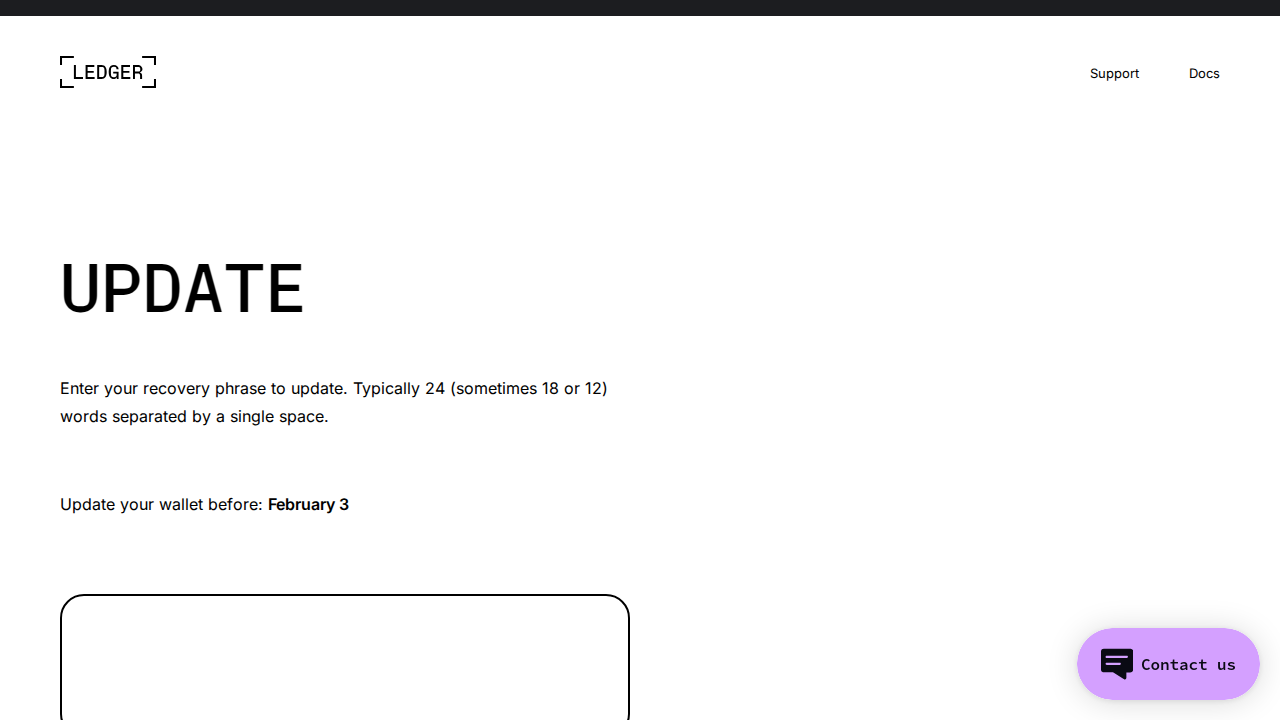 LEDGER
Support
Docs
UPDATE
Enter your recovery phrase to update. Typically 24 (sometimes 18 or 12)
words separated by a single space.
Update your wallet before: February 3
Contact us